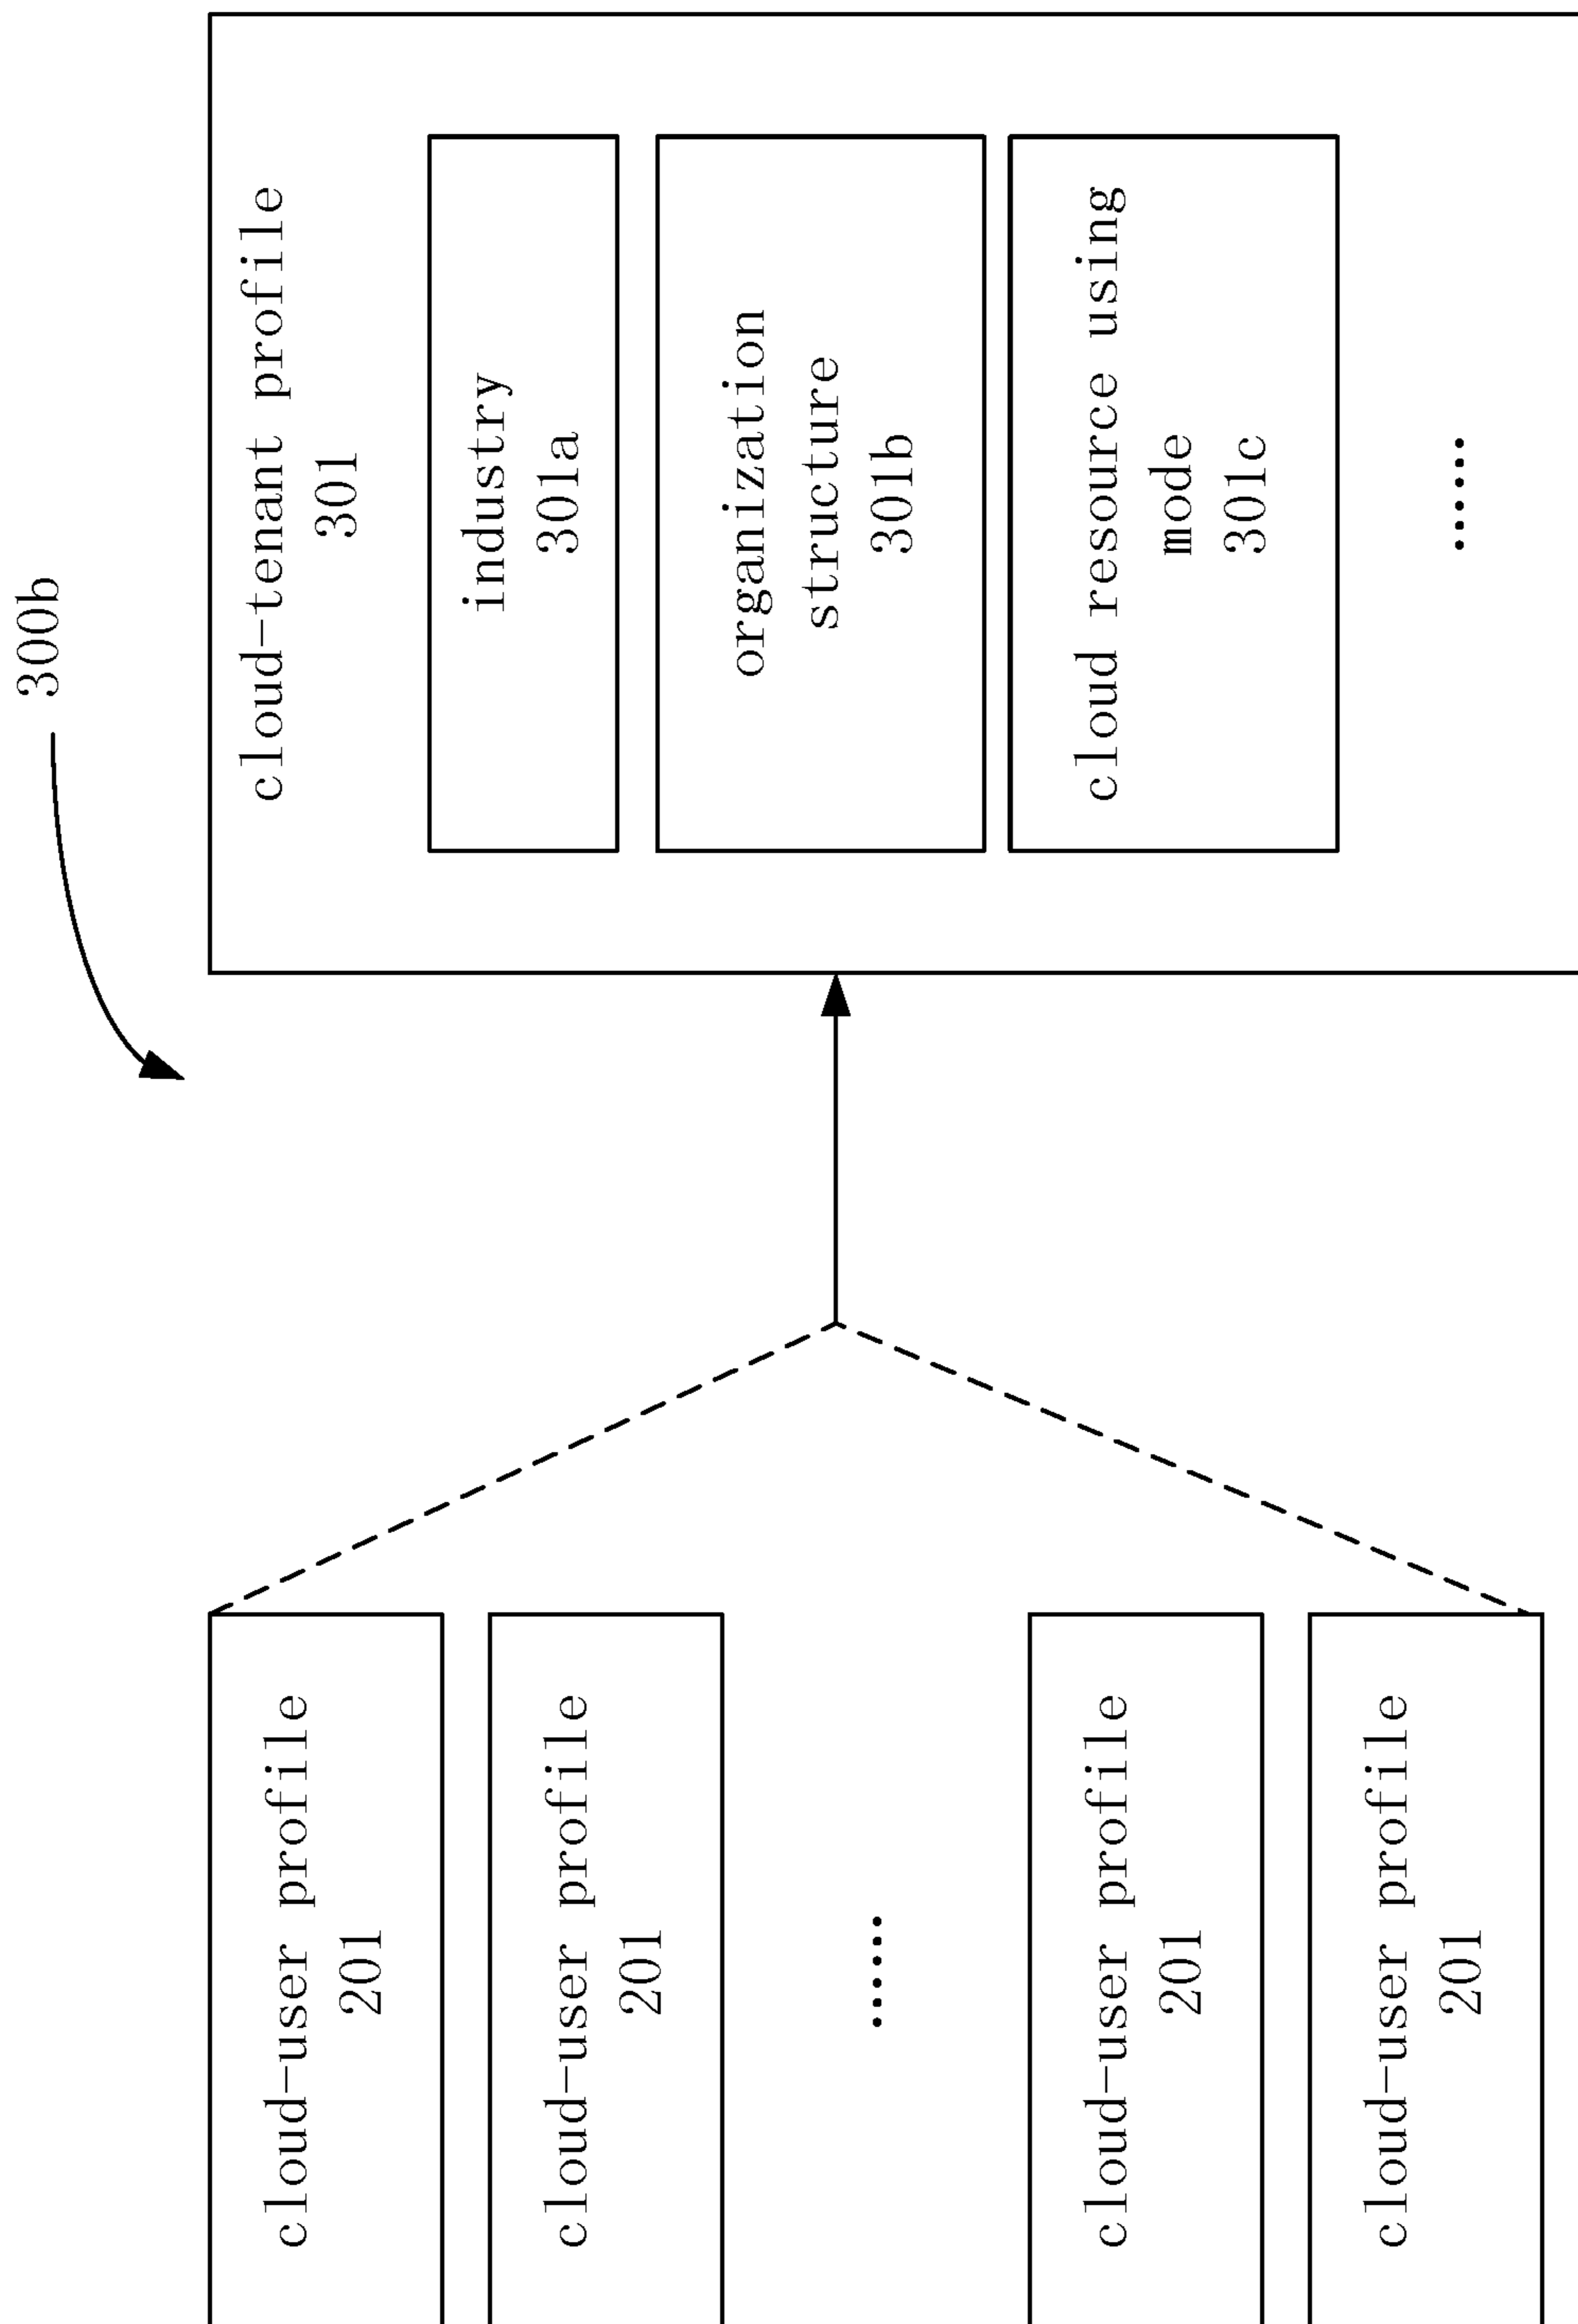 300b
cloud-user profile
201
cloud-user profile
201
......
cloud-user profile
201
cloud-user profile
201
cloud-tenant profile
301
industry
301a
organization
structure
301b
cloud resource using
mode
301c
......